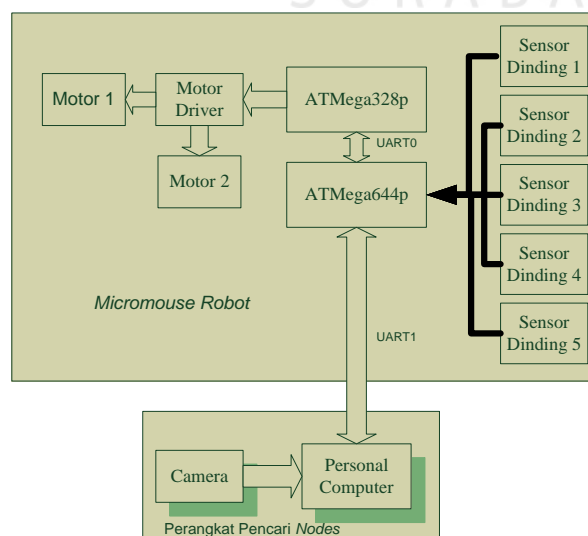 SURABA
Motor 1
Motor
Driver
ATMega328p
UART0
Motor 2
ATMega644p
Sensor
Dinding 1
Sensor
Dinding 2
Sensor
Dinding 3
Sensor
Dinding 4
Sensor
Dinding 5
Micromouse Robot
UART1
Camera
Personal
Computer
Perangkat Pencari Nodes